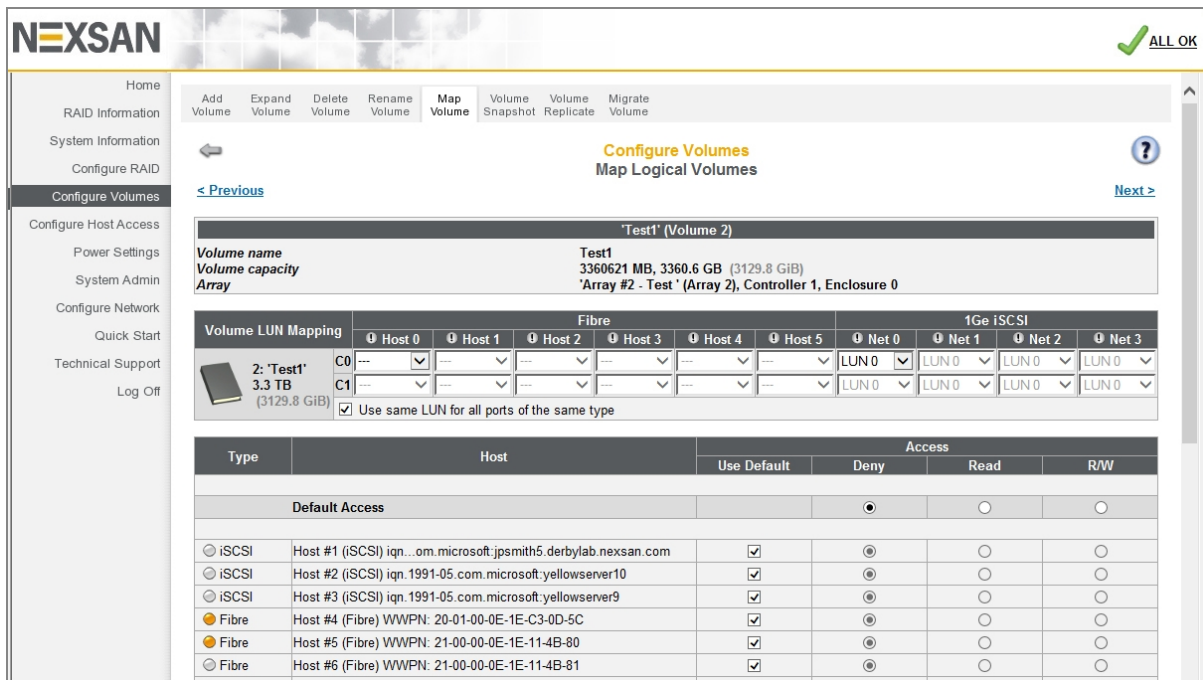 NEXSAN
ALL OK
Home
RAID Information
System Information
Configure RAID
Configure Volumes
Configure Host Access
Power Settings
System Admin
Configure Network
Quick Start
Technical Support
Log Off
Add Volume Expand Volume Delete Volume Rename Volume Map Volume Volume Snapshot Volume Replicate Migrate Volume
Configure Volumes
Map Logical Volumes
< Previous Next >
'Test1' (Volume 2)
Volume name Test1
Volume capacity 3360621 MB, 3360.6 GB (3129.8 GiB)
Array 'Array #2 - Test ' (Array 2), Controller 1, Enclosure 0
Volume LUN Mapping Fibre 1Ge iSCSI
Host 0 Host 1 Host 2 Host 3 Host 4 Host 5 Net 0 Net 1 Net 2 Net 3
2: 'Test1'
3.3 TB
(3129.8 GiB)
C0 --- --- --- --- --- --- LUN 0 LUN 0 LUN 0 LUN 0
C1 --- --- --- --- --- --- LUN 0 LUN 0 LUN 0 LUN 0
Use same LUN for all ports of the same type
Type Host Access
Use Default Deny Read R/W
Default Access
iSCSI Host #1 (iSCSI) iqn...om.microsoft:jpsmith5.derbylab.nexsan.com
iSCSI Host #2 (iSCSI) iqn.1991-05.com.microsoft:yellowserver10
iSCSI Host #3 (iSCSI) iqn.1991-05.com.microsoft:yellowserver9
Fibre Host #4 (Fibre) WWPN: 20-01-00-0E-1E-C3-0D-5C
Fibre Host #5 (Fibre) WWPN: 21-00-00-0E-1E-11-4B-80
Fibre Host #6 (Fibre) WWPN: 21-00-00-0E-1E-11-4B-81